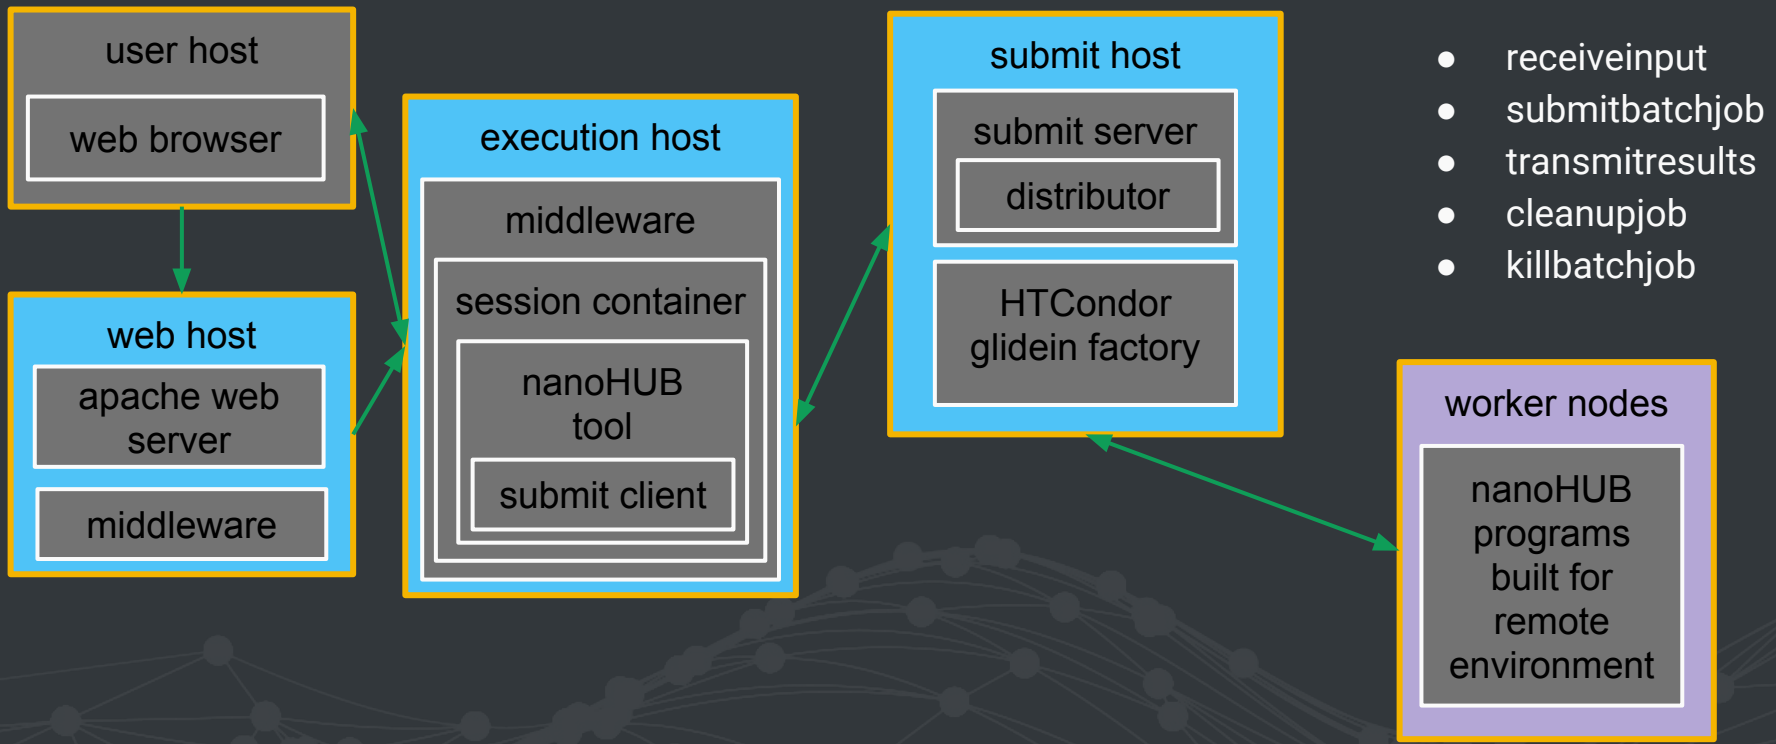 user host
web browser
web host
apache web
server
middleware
execution host
middleware
session container
nanoHUB
tool
submit client
submit host
submit server
distributor
HTCondor
glidein factory
● receiveinput
● submitbatchjob
● transmitresults
● cleanupjob
● killbatchjob
worker nodes
nanoHUB
programs
built for
remote
environment